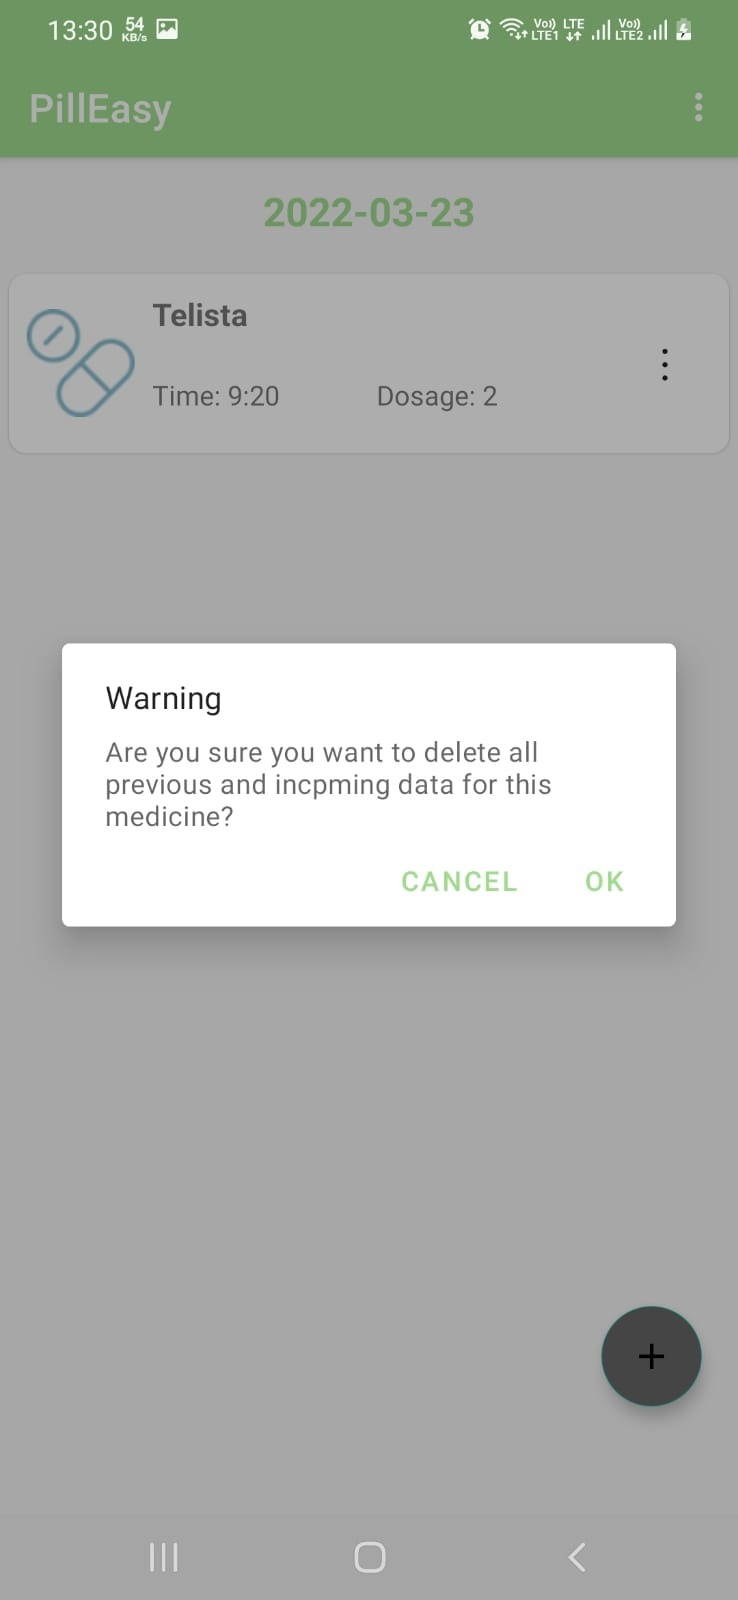 13:30 54 KB/s Vo) LTE1 LTE Vo) LTE2
PillEasy
2022-03-23
Telista
Time: 9:20 Dosage: 2
Warning
Are you sure you want to delete all
previous and incpming data for this
medicine?
CANCEL OK